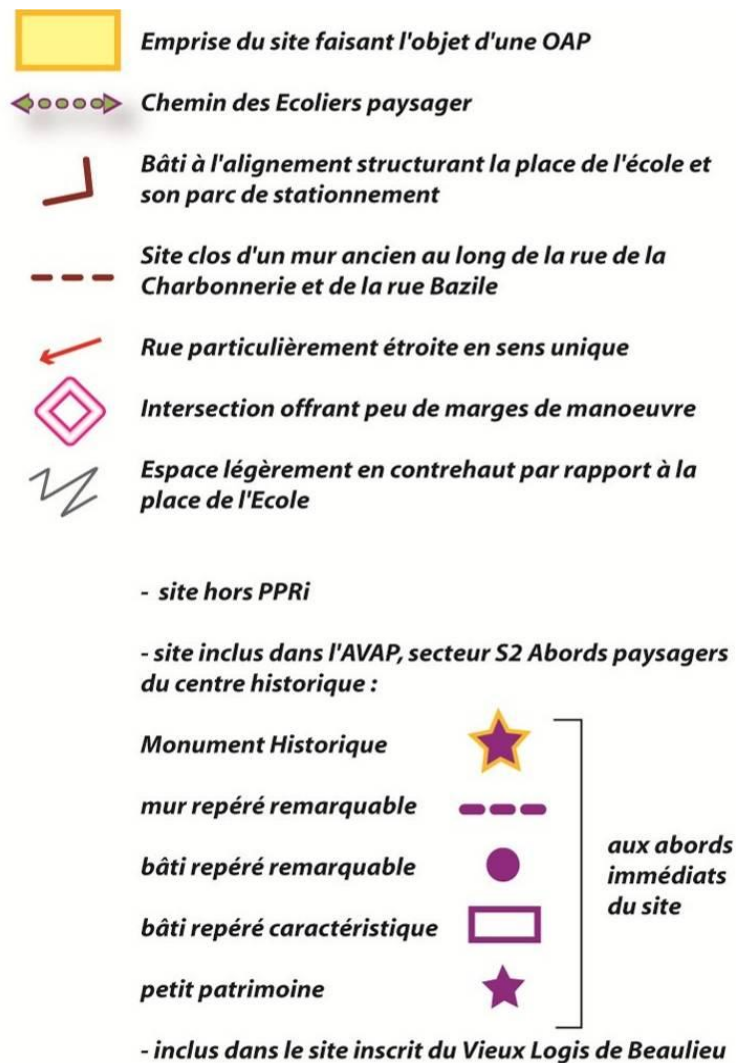 Emprise du site faisant l'objet d'une OAP
Chemin des Ecoliers paysager
Bâti à l'alignement structurant la place de l'école et
son parc de stationnement
Site clos d'un mur ancien au long de la rue de la
Charbonnerie et de la rue Bazile
Rue particulièrement étroite en sens unique
Intersection offrant peu de marges de manoeuvre
Espace légèrement en contrehaut par rapport à la
place de l'Ecole
- site hors PPRi
- site inclus dans l'AVAP, secteur S2 Abords paysagers
du centre historique :
Monument Historique
mur repéré remarquable
bâti repéré remarquable
bâti repéré caractéristique
petit patrimoine
aux abords
immédiats
du site
- inclus dans le site inscrit du Vieux Logis de Beaulieu